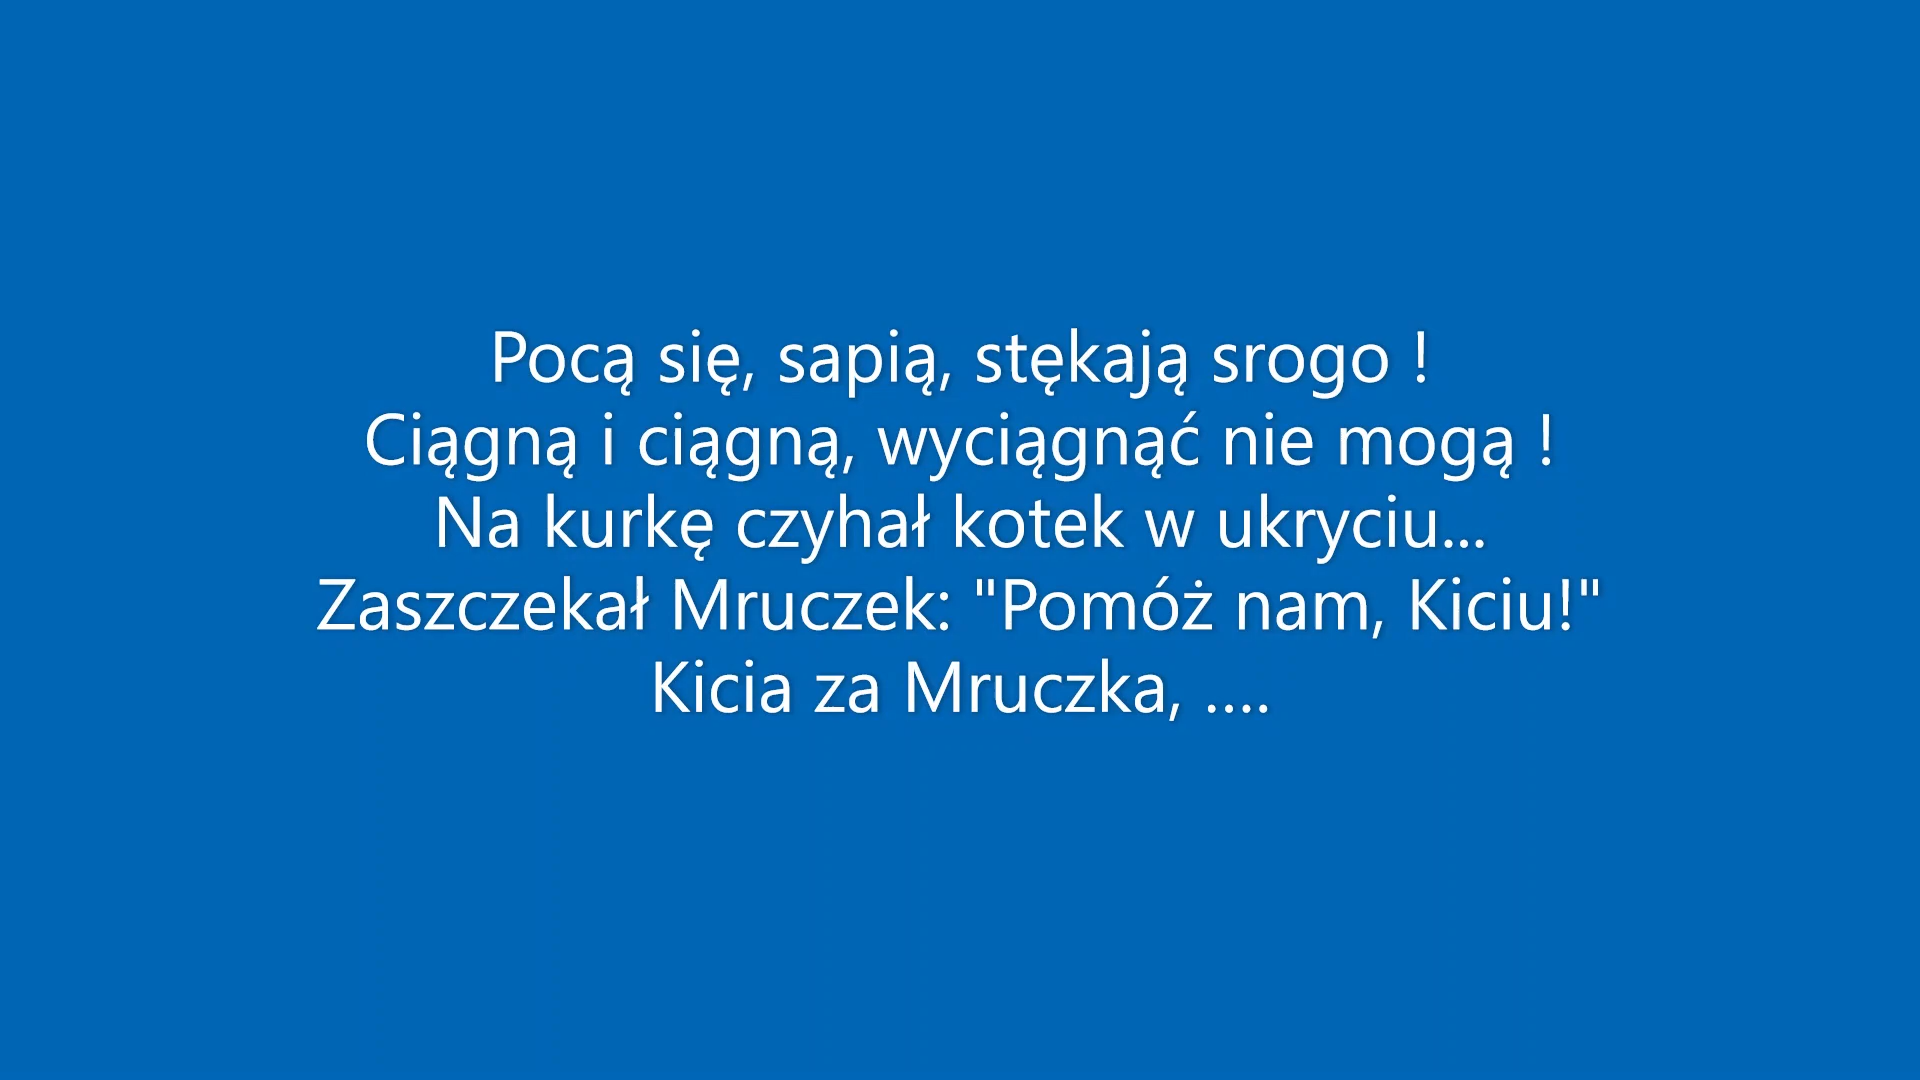 Pocą się, sapią, stękają srogo !
Ciągną i ciągną, wyciągnąć nie mogą !
Na kurkę czyhał kotek w ukryciu...
Zaszczekał Mruczek: "Pomóż nam, Kiciu!"
Kicia za Mruczka, ....